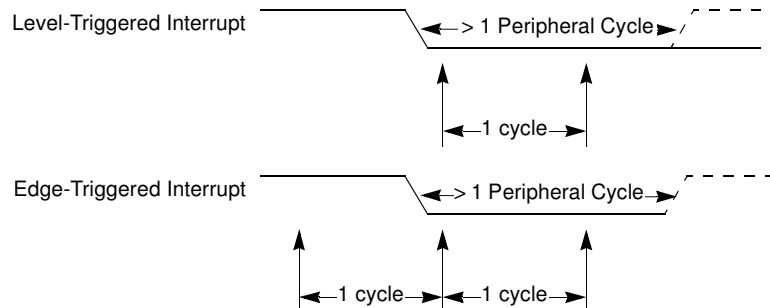 Level-Triggered Interrupt
> 1 Peripheral Cycle
1 cycle
Edge-Triggered Interrupt
> 1 Peripheral Cycle
1 cycle
1 cycle